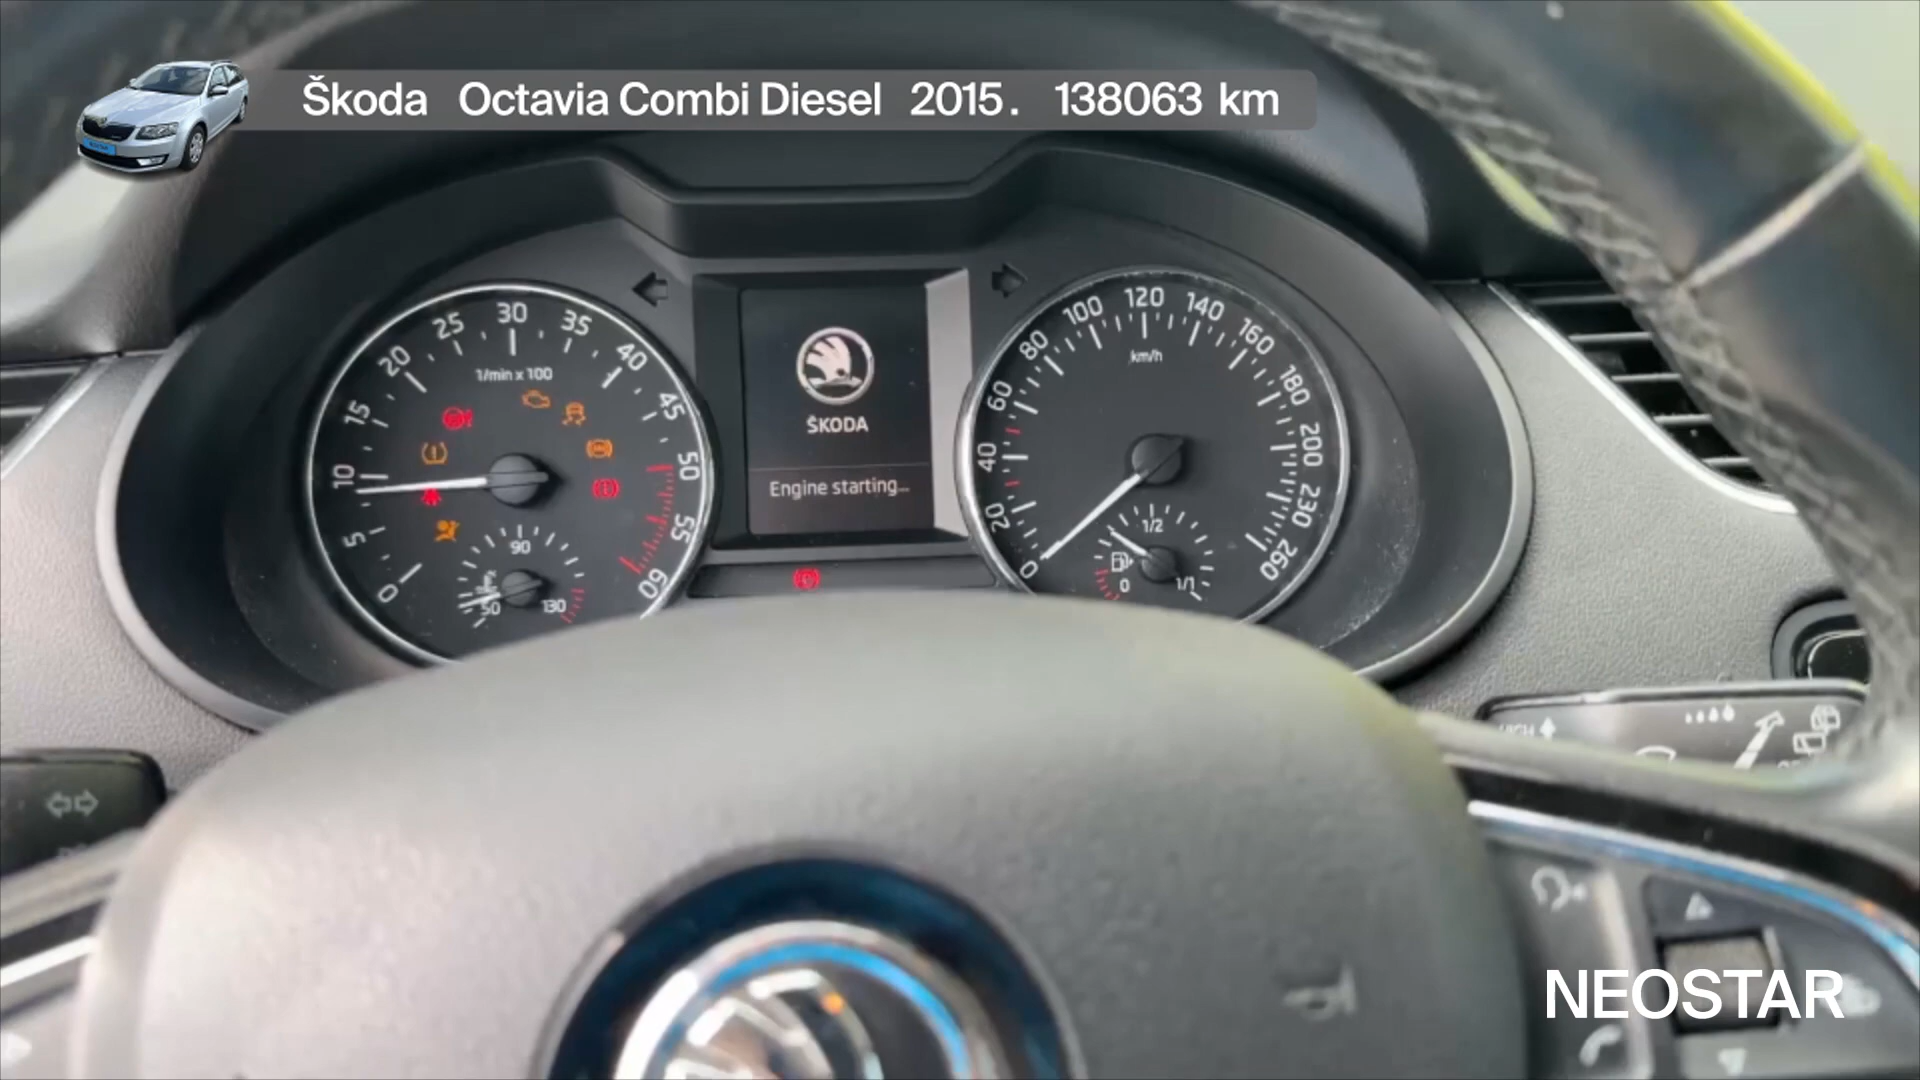 Škoda Octavia Combi Diesel 2015. 138063 km
0 5 10 15 20 25 30 35 40 45 50 55 60
1/min x 100
50 90 130
ŠKODA
Engine starting...
0 20 40 60 80 100 120 140 160 180 200 230 260
km/h
0 1/2 1/1
HIGH
NEOSTAR